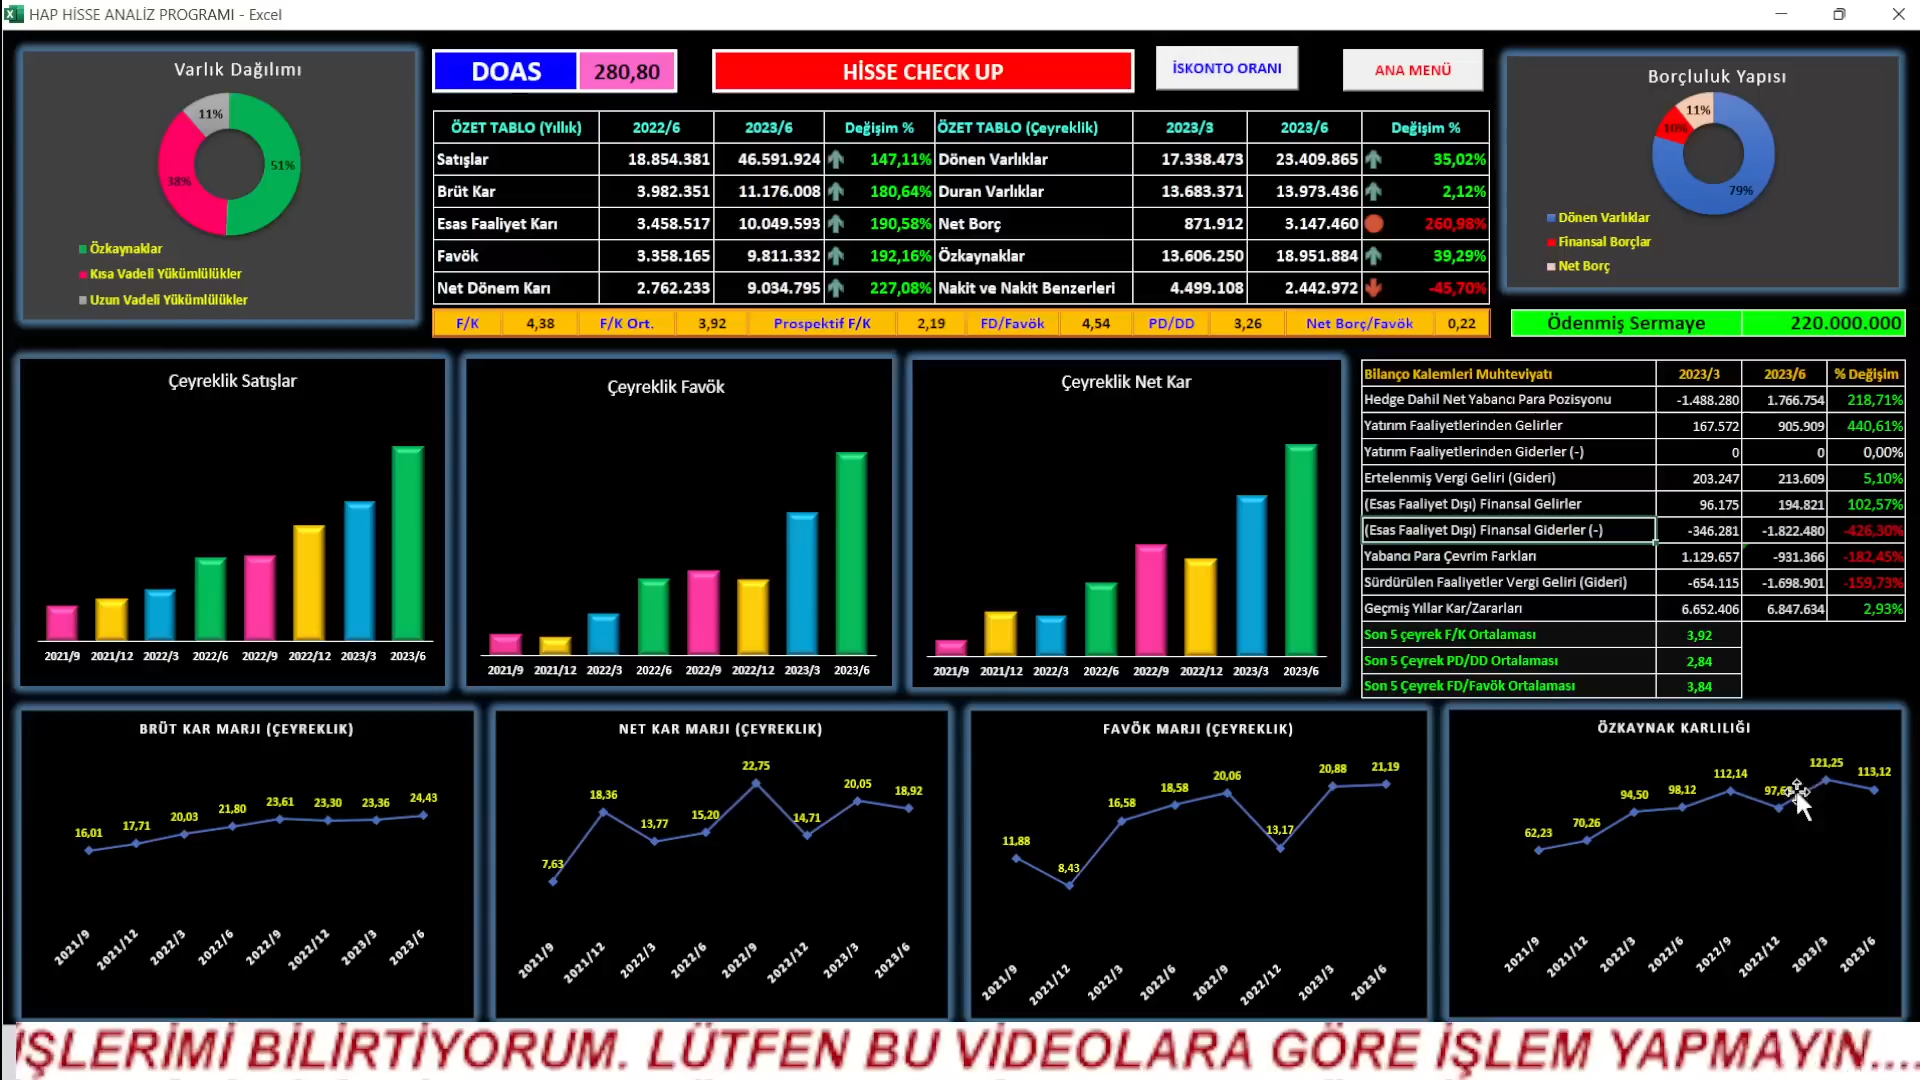 HAP HİSSE ANALİZ PROGRAMI - Excel
Varlık Dağılımı
11%
51%
38%
Özkaynaklar
Kısa Vadeli Yükümlülükler
Uzun Vadeli Yükümlülükler
DOAS 280,80
HİSSE CHECK UP
İSKONTO ORANI
ANA MENÜ
ÖZET TABLO (Yıllık) 2022/6 2023/6 Değişim % ÖZET TABLO (Çeyreklik) 2023/3 2023/6 Değişim %
Satışlar 18.854.381 46.591.924 147,11% Dönen Varlıklar 17.338.473 23.409.865 35,02%
Brüt Kar 3.982.351 11.176.008 180,64% Duran Varlıklar 13.683.371 13.973.436 2,12%
Esas Faaliyet Karı 3.458.517 10.049.593 190,58% Net Borç 871.912 3.147.460 260,98%
Favök 3.358.165 9.811.332 192,16% Özkaynaklar 13.606.250 18.951.884 39,29%
Net Dönem Karı 2.762.233 9.034.795 227,08% Nakit ve Nakit Benzerleri 4.499.108 2.442.972 -45,70%
F/K 4,38 F/K Ort. 3,92 Prospektif F/K 2,19 FD/Favök 4,54 PD/DD 3,26 Net Borç/Favök 0,22
Borçluluk Yapısı
11%
10%
79%
Dönen Varlıklar
Finansal Borçlar
Net Borç
Ödenmiş Sermaye 220.000.000
Çeyreklik Satışlar
2021/9 2021/12 2022/3 2022/6 2022/9 2022/12 2023/3 2023/6
Çeyreklik Favök
2021/9 2021/12 2022/3 2022/6 2022/9 2022/12 2023/3 2023/6
Çeyreklik Net Kar
2021/9 2021/12 2022/3 2022/6 2022/9 2022/12 2023/3 2023/6
Bilanço Kalemleri Muhteviyatı 2023/3 2023/6 % Değişim
Hedge Dahil Net Yabancı Para Pozisyonu -1.488.280 1.766.754 218,71%
Yatırım Faaliyetlerinden Gelirler 167.572 905.909 440,61%
Yatırım Faaliyetlerinden Giderler (-) 0 0 0,00%
Ertelenmiş Vergi Geliri (Gideri) 203.247 213.609 5,10%
(Esas Faaliyet Dışı) Finansal Gelirler 96.175 194.821 102,57%
(Esas Faaliyet Dışı) Finansal Giderler (-) -346.281 -1.822.480 -426,30%
Yabancı Para Çevrim Farkları 1.129.657 -931.366 -182,45%
Sürdürülen Faaliyetler Vergi Geliri (Gideri) -654.115 -1.698.901 -159,73%
Geçmiş Yıllar Kar/Zararları 6.652.406 6.847.634 2,93%
Son 5 çeyrek F/K Ortalaması 3,92
Son 5 Çeyrek PD/DD Ortalaması 2,84
Son 5 Çeyrek FD/Favök Ortalaması 3,84
BRÜT KAR MARJI (ÇEYREKLIK)
16,01 17,71 20,03 21,80 23,61 23,30 23,36 24,43
2021/9 2021/12 2022/3 2022/6 2022/9 2022/12 2023/3 2023/6
NET KAR MARJI (ÇEYREKLIK)
7,63 18,36 13,77 15,20 22,75 14,71 20,05 18,92
2021/9 2021/12 2022/3 2022/6 2022/9 2022/12 2023/3 2023/6
FAVÖK MARJI (ÇEYREKLIK)
11,88 8,43 16,58 18,58 20,06 13,17 20,88 21,19
2021/9 2021/12 2022/3 2022/6 2022/9 2022/12 2023/3 2023/6
ÖZKAYNAK KARLILIĞI
62,23 70,26 94,50 98,12 112,14 121,25 113,12
2021/9 2021/12 2022/3 2022/6 2022/9 2022/12 2023/3 2023/6
İŞLERİMİ BİLİRTİYORUM. LÜTFEN BU VİDEOLARA GÖRE İŞLEM YAPMAYIN....